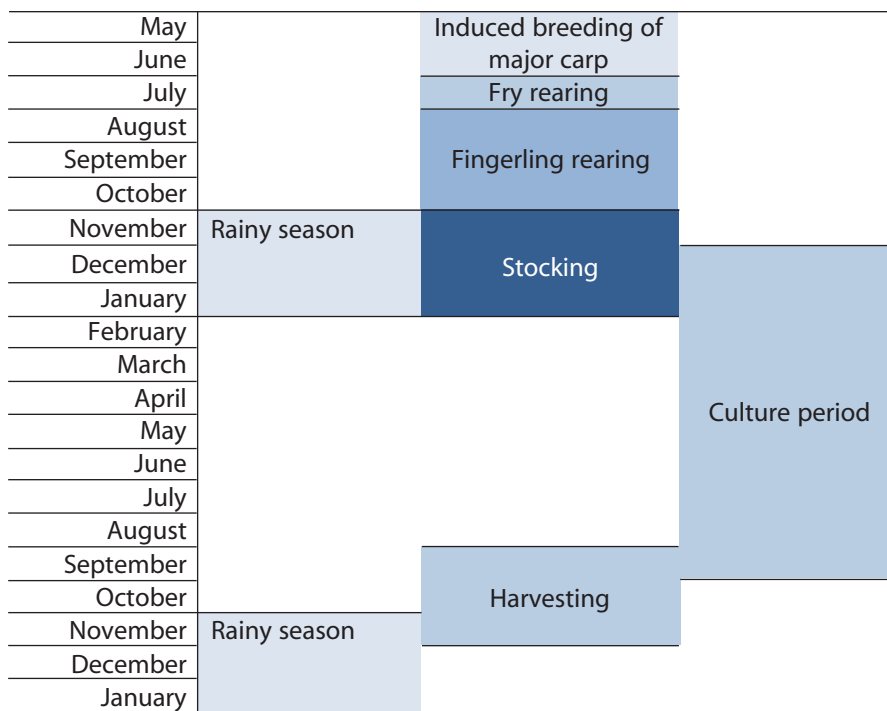 May
Induced breeding of
June
major carp
July
Fry rearing
August
September
Fingerling rearing
October
November
Rainy season
December
Stocking
January
February
March
April
May
Culture period
June
July
August
September
October
Harvesting
November
Rainy season
December
January